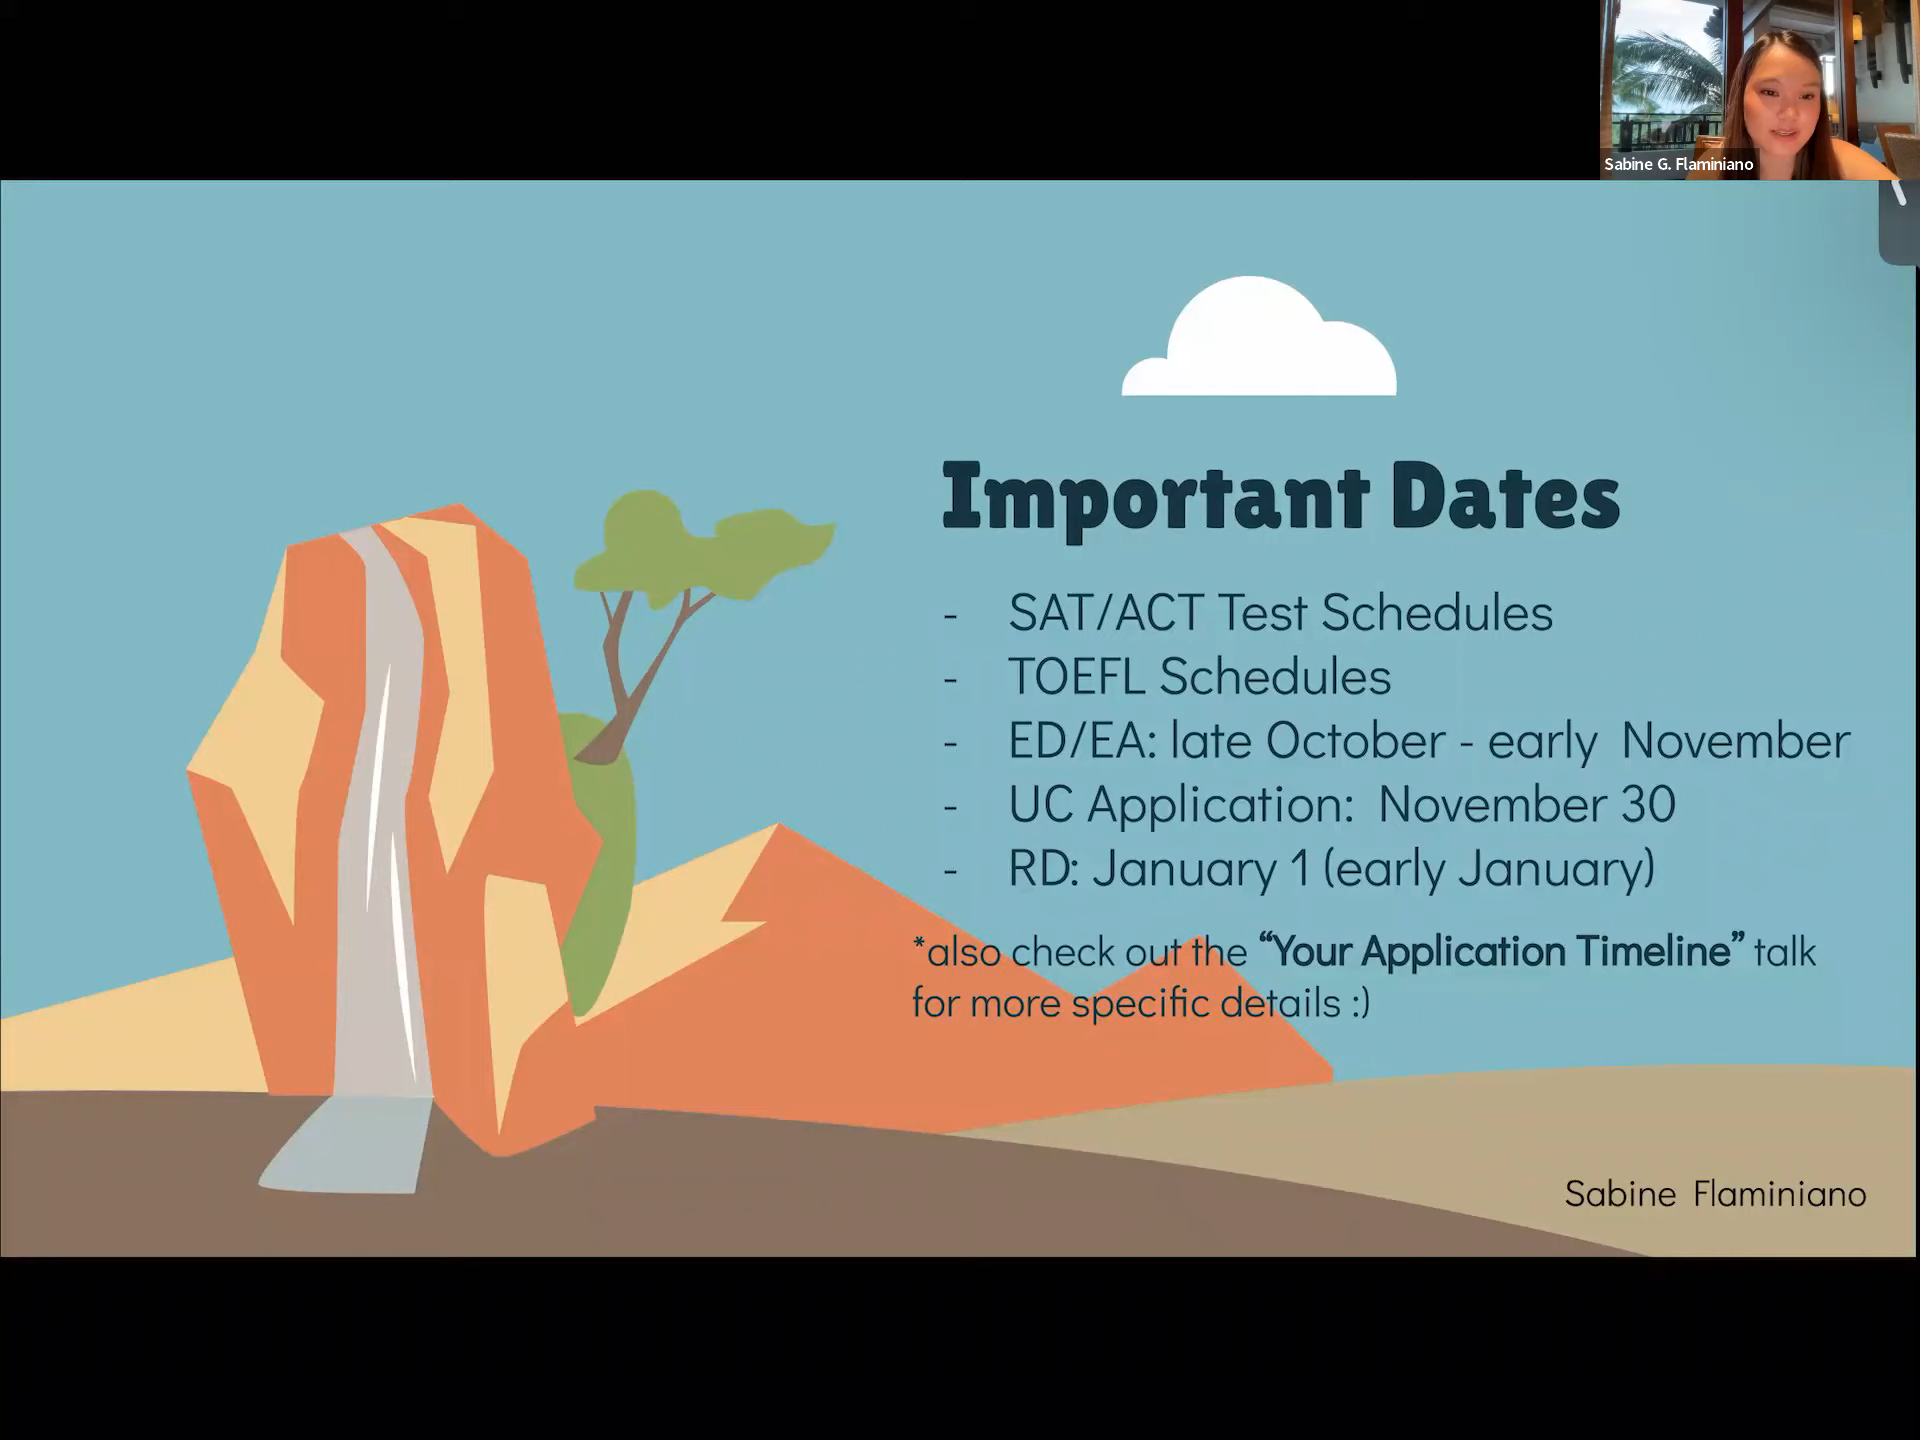 Sabine G. Flaminiano
Important Dates
- SAT/ACT Test Schedules
- TOEFL Schedules
- ED/EA: late October - early November
- UC Application: November 30
- RD: January 1 (early January)
*also check out the “Your Application Timeline” talk
for more specific details :)
Sabine Flaminiano